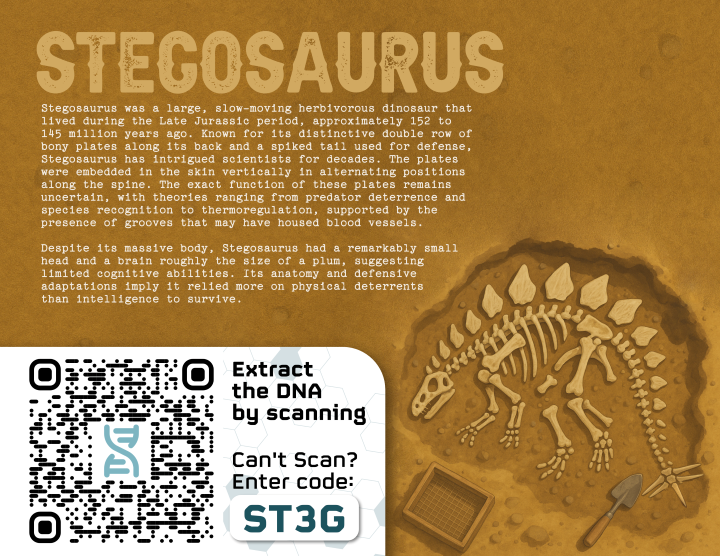 STEGOSAURUS
Stegosaurus was a large, slow-moving herbivorous dinosaur that
lived during the Late Jurassic period, approximately 152 to
145 million years ago. Known for its distinctive double row of
bony plates along its back and a spiked tail used for defense,
Stegosaurus has intrigued scientists for decades. The plates
were embedded in the skin vertically in alternating positions
along the spine. The exact function of these plates remains
uncertain, with theories ranging from predator deterrence and
species recognition to thermoregulation, supported by the
presence of grooves that may have housed blood vessels.
Despite its massive body, Stegosaurus had a remarkably small
head and a brain roughly the size of a plum, suggesting
limited cognitive abilities. Its anatomy and defensive
adaptations imply it relied more on physical deterrents
than intelligence to survive.
Extract
the DNA
by scanning
Can't Scan?
Enter code:
ST3G